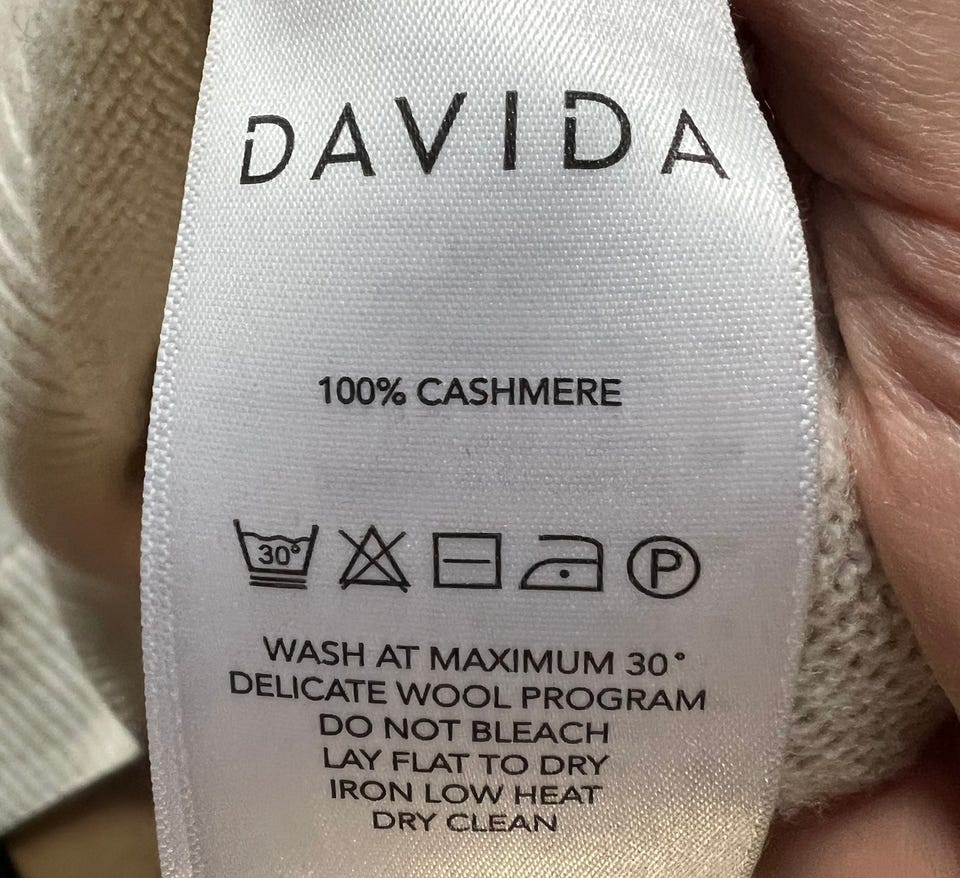 DAVIDA
100% CASHMERE
30° P
WASH AT MAXIMUM 30°
DELICATE WOOL PROGRAM
DO NOT BLEACH
LAY FLAT TO DRY
IRON LOW HEAT
DRY CLEAN